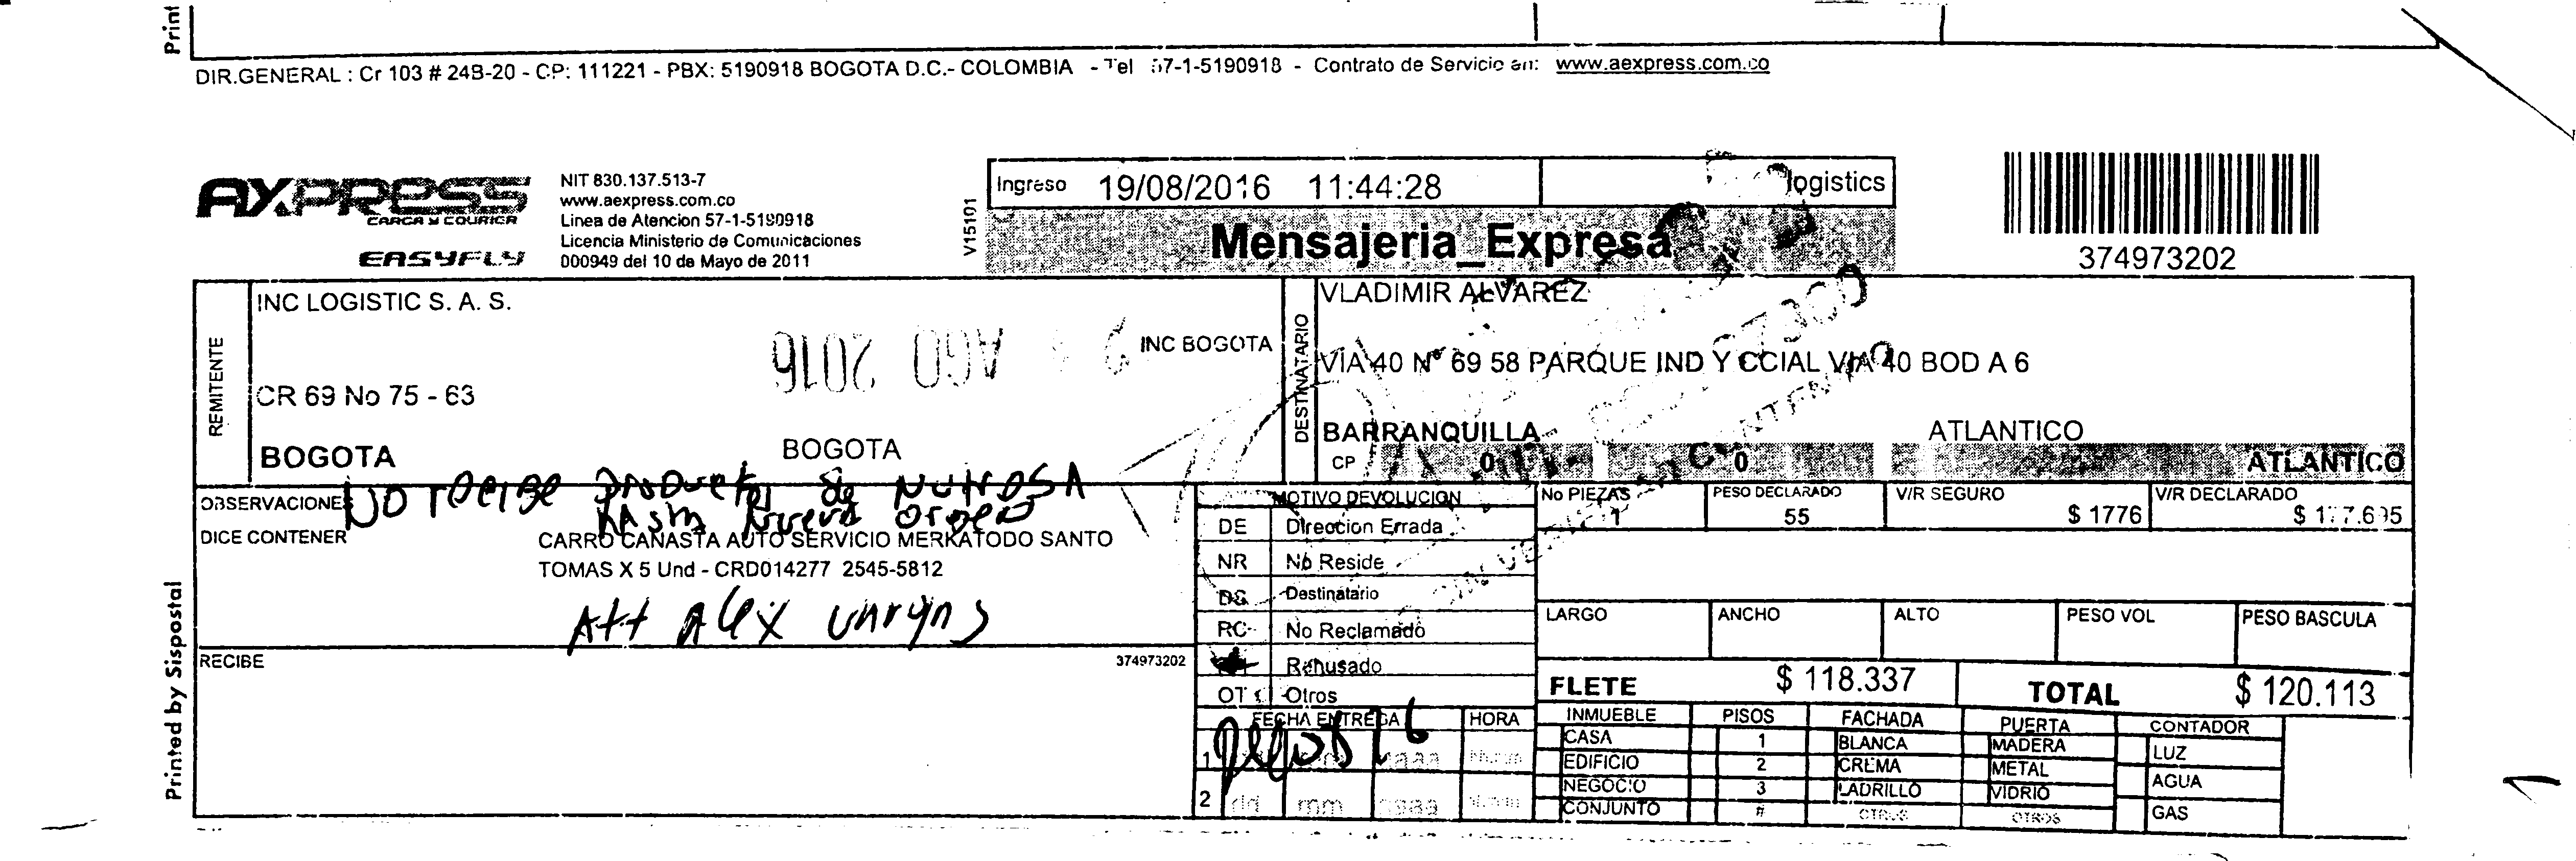 Print
DIR.GENERAL : Cr 103 # 24B-20 - CP: 111221 - PBX: 5190918 BOGOTA D.C.- COLOMBIA - Tel 57-1-5190918 - Contrato de Servicio en: www.aexpress.com.co
AXPRESS
CARGA Y COURIER
EASYFLY
NIT 830.137.513-7
www.aexpress.com.co
Linea de Atencion 57-1-5190918
Licencia Ministerio de Comunicaciones
000949 del 10 de Mayo de 2011
V15101
Ingreso 19/08/2016 11:44:28
logistics
Mensajeria_Expresa
374973202
REMITENTE
INC LOGISTIC S. A. S.
INC BOGOTA
AGO 2016
CR 69 No 75 - 63
BOGOTA BOGOTA
DESTINATARIO
VLADIMIR ALVAREZ
VIA 40 Nº 69 58 PARQUE IND Y CCIAL VIA 40 BOD A 6
BARRANQUILLA ATLANTICO
CP 0 0 ATLANTICO
OBSERVACIONES
NO recibe productos de NUTRESA
hasta nueva orden
DICE CONTENER
CARRO CANASTA AUTO SERVICIO MERKATODO SANTO
TOMAS X 5 Und - CRD014277 2545-5812
Att Alex Vargas
RECIBE
374973202
Printed by Sispostal
MOTIVO DEVOLUCION
DE Direccion Errada
NR No Reside
DS Destinatario
RC No Reclamado
Rehusado
OT Otros
FECHA ENTREGA HORA
1 aaaa
2 dd mm aaaa
No PIEZAS PESO DECLARADO V/R SEGURO V/R DECLARADO
1 55 $ 1776 $ 177.695
LARGO ANCHO ALTO PESO VOL PESO BASCULA
FLETE $ 118.337 TOTAL $ 120.113
INMUEBLE PISOS FACHADA PUERTA CONTADOR
CASA 1 BLANCA MADERA LUZ
EDIFICIO 2 CREMA METAL AGUA
NEGOCIO 3 LADRILLO VIDRIO
CONJUNTO # OTROS OTROS GAS